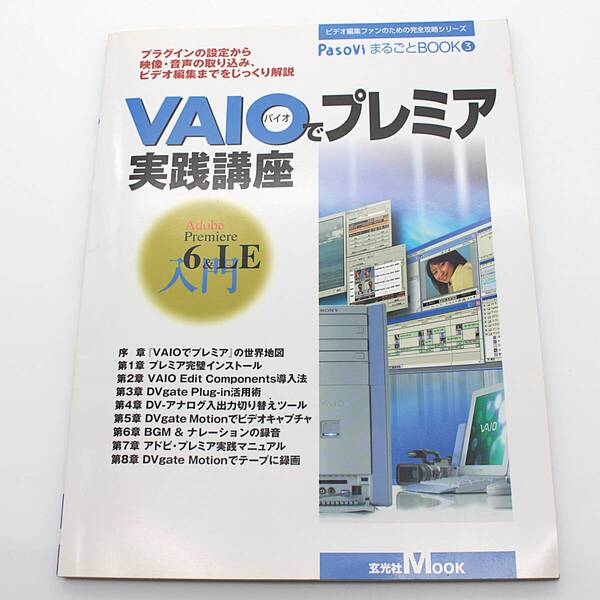 ビデオ編集ファンのための完全攻略シリーズ
PasoVi まるごとBOOK3
プラグインの設定から
映像・音声の取り込み、
ビデオ編集までをじっくり解説
VAIOでプレミア
バイオ
実践講座
Adobe
Premiere
6&LE
入門
序 章『VAIOでプレミア』の世界地図
第1章 プレミア完璧インストール
第2章 VAIO Edit Components導入法
第3章 DVgate Plug-in活用術
第4章 DV-アナログ入出力切り替えツール
第5章 DVgate Motionでビデオキャプチャ
第6章 BGM & ナレーションの録音
第7章 アドビ・プレミア実践マニュアル
第8章 DVgate Motionでテープに録画
SONY
VAIO
玄光社MOOK